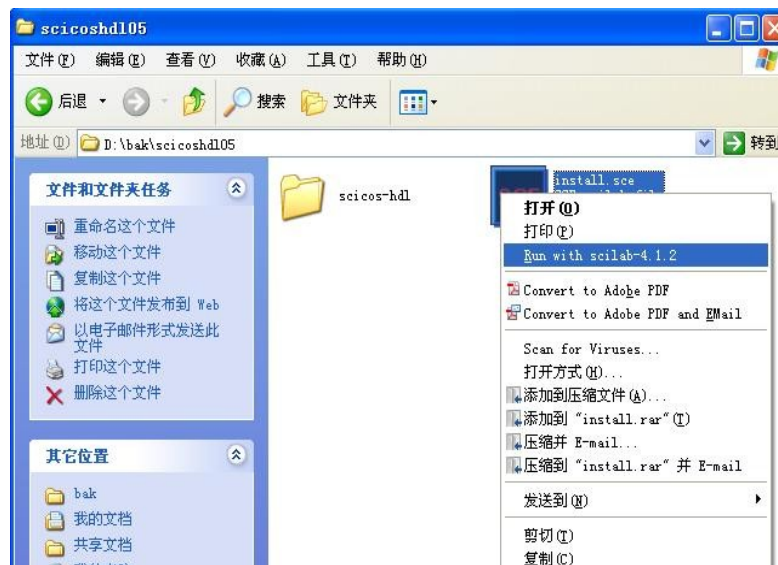 scicoshdl05
文件(F) 编辑(E) 查看(V) 收藏(A) 工具(T) 帮助(H)
后退 搜索 文件夹
地址(D) D:\bak\scicoshdl05 转到
文件和文件夹任务
重命名这个文件
移动这个文件
复制这个文件
将这个文件发布到 Web
以电子邮件形式发送此
文件
打印这个文件
删除这个文件
其它位置
bak
我的文档
共享文档
scicos-hdl
install.sce
打开(O)
打印(P)
Run with scilab-4.1.2
Convert to Adobe PDF
Convert to Adobe PDF and EMail
Scan for Viruses...
打开方式(H)...
添加到压缩文件(A)...
添加到 "install.rar"(T)
压缩并 E-mail...
压缩到 "install.rar" 并 E-mail
发送到(N)
剪切(T)
复制(C)